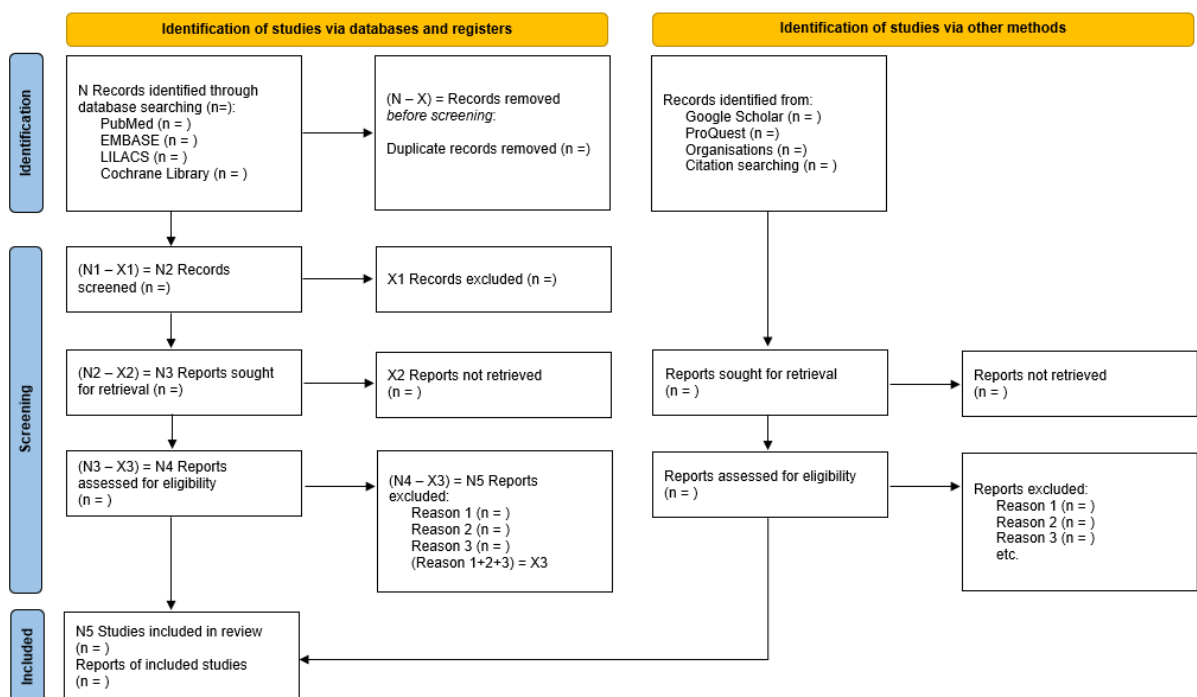 Identification of studies via databases and registers
Identification of studies via other methods
Identification
N Records identified through
database searching (n=):
PubMed (n = )
EMBASE (n = )
LILACS (n = )
Cochrane Library (n = )
(N – X) = Records removed
before screening:
Duplicate records removed (n =)
Records identified from:
Google Scholar (n = )
ProQuest (n =)
Organisations (n =)
Citation searching (n = )
Screening
(N1 – X1) = N2 Records
screened (n =)
X1 Records excluded (n =)
(N2 – X2) = N3 Reports sought
for retrieval (n =)
X2 Reports not retrieved
(n = )
Reports sought for retrieval
(n = )
Reports not retrieved
(n = )
(N3 – X3) = N4 Reports
assessed for eligibility
(n = )
(N4 – X3) = N5 Reports
excluded:
Reason 1 (n = )
Reason 2 (n = )
Reason 3 (n = )
(Reason 1+2+3) = X3
Reports assessed for eligibility
(n = )
Reports excluded:
Reason 1 (n = )
Reason 2 (n = )
Reason 3 (n = )
etc.
Included
N5 Studies included in review
(n = )
Reports of included studies
(n = )